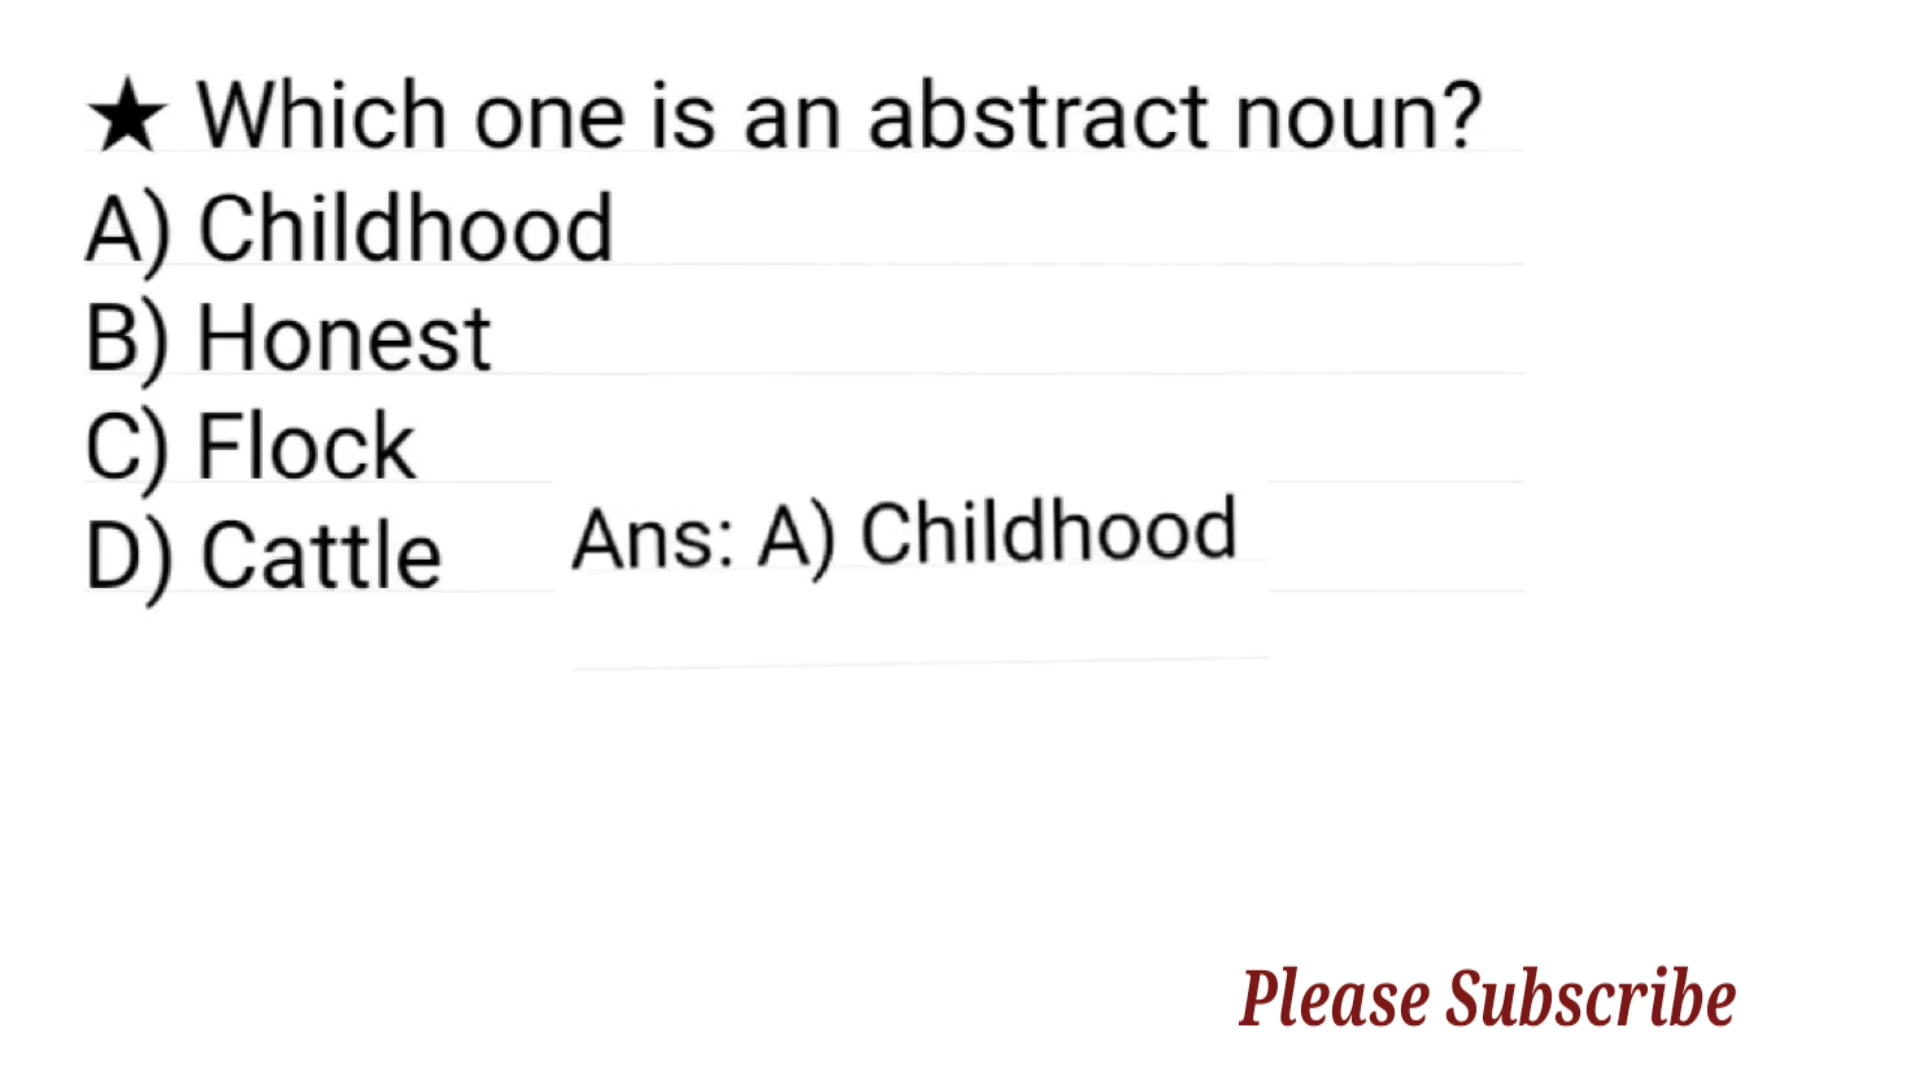 ★ Which one is an abstract noun?
A) Childhood
B) Honest
C) Flock
D) Cattle
Ans: A) Childhood
Please Subscribe